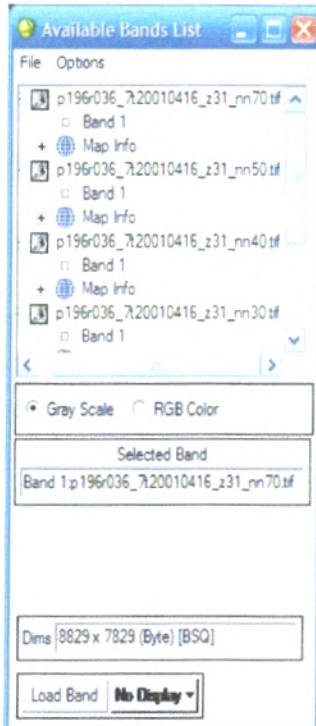 Available Bands List
File Options
p196r036_7t20010416_z31_nn70.tif
Band 1
Map Info
p196r036_7t20010416_z31_nn50.tif
Band 1
Map Info
p196r036_7t20010416_z31_nn40.tif
Band 1
Map Info
p196r036_7t20010416_z31_nn30.tif
Band 1
Gray Scale RGB Color
Selected Band
Band 1:p196r036_7t20010416_z31_nn70.tif
Dims 8829 x 7829 (Byte) [BSQ]
Load Band No Display